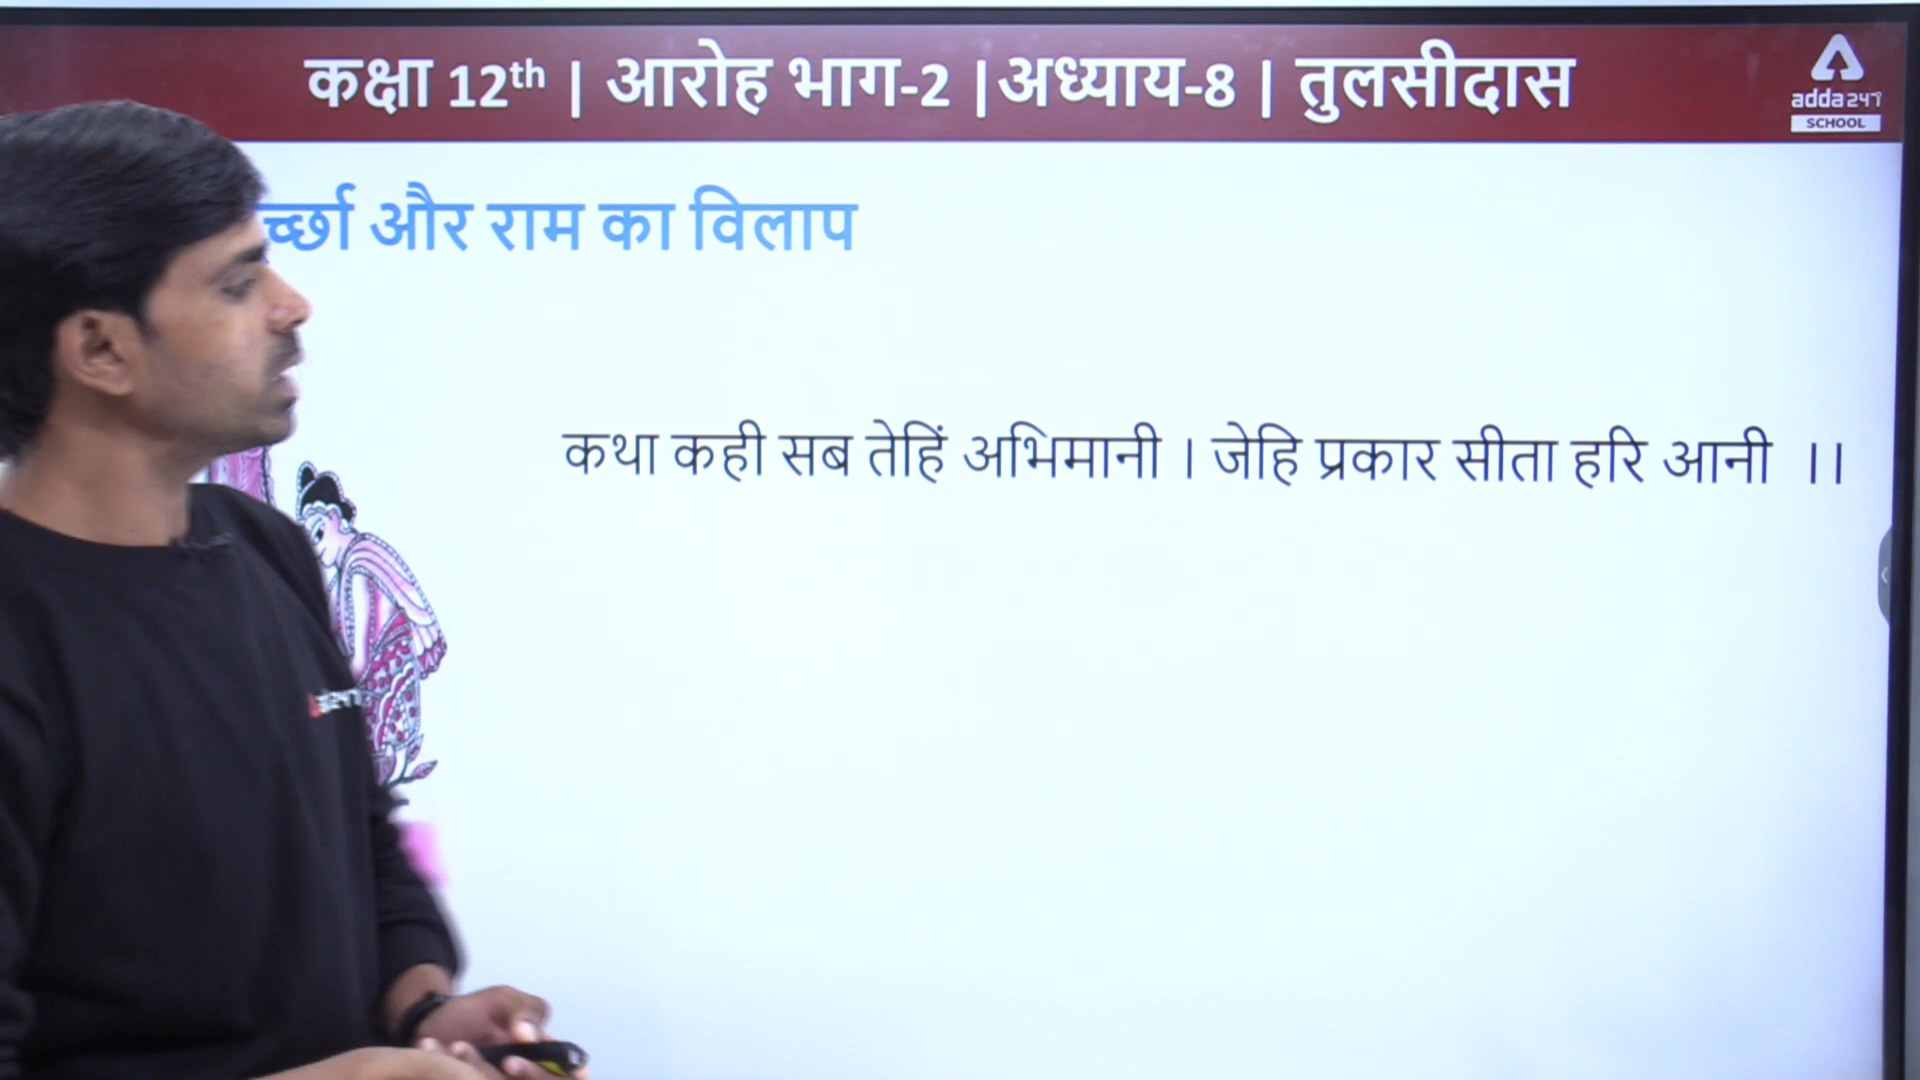 कक्षा 12th | आरोह भाग-2 |अध्याय-8 | तुलसीदास
adda247
SCHOOL
और राम का विलाप
कथा कही सब तेहिं अभिमानी । जेहि प्रकार सीता हरि आनी ।।